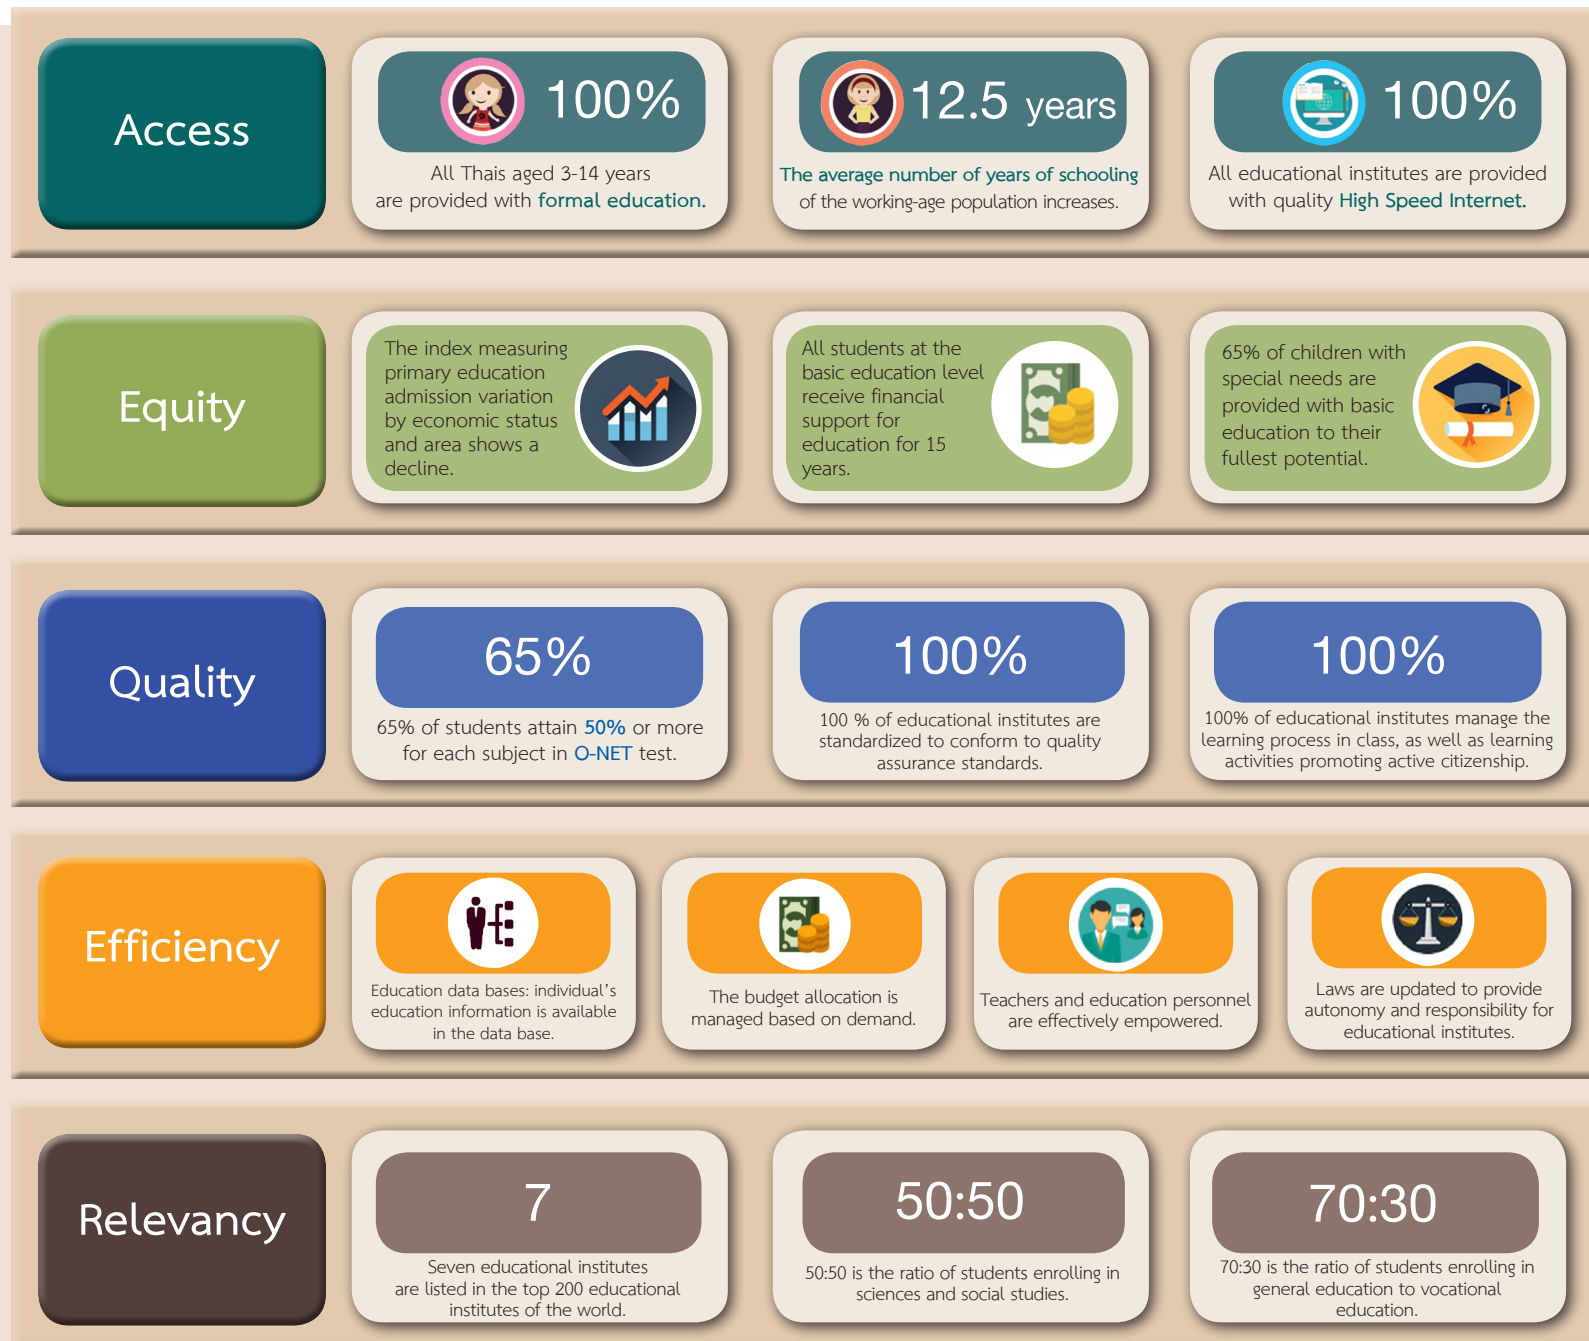 Access
100%
All Thais aged 3-14 years
are provided with formal education.
12.5 years
The average number of years of schooling
of the working-age population increases.
100%
All educational institutes are provided
with quality High Speed Internet.
Equity
The index measuring
primary education
admission variation
by economic status
and area shows a
decline.
All students at the
basic education level
receive financial
support for
education for 15
years.
65% of children with
special needs are
provided with basic
education to their
fullest potential.
Quality
65%
65% of students attain 50% or more
for each subject in O-NET test.
100%
100 % of educational institutes are
standardized to conform to quality
assurance standards.
100%
100% of educational institutes manage the
learning process in class, as well as learning
activities promoting active citizenship.
Efficiency
Education data bases: individual's
education information is available
in the data base.
The budget allocation is
managed based on demand.
Teachers and education personnel
are effectively empowered.
Laws are updated to provide
autonomy and responsibility for
educational institutes.
Relevancy
7
Seven educational institutes
are listed in the top 200 educational
institutes of the world.
50:50
50:50 is the ratio of students enrolling in
sciences and social studies.
70:30
70:30 is the ratio of students enrolling in
general education to vocational
education.